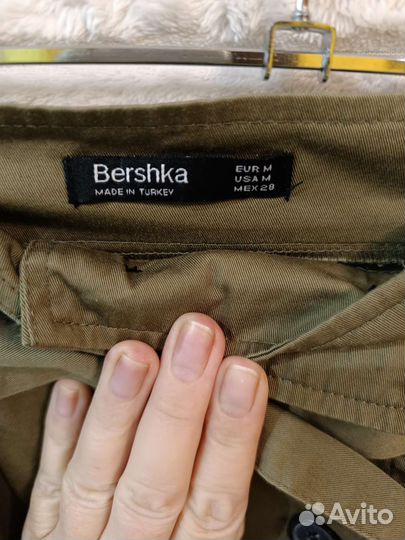 Bershka
MADE IN TURKEY
EUR M
USA M
MEX 28
Avito